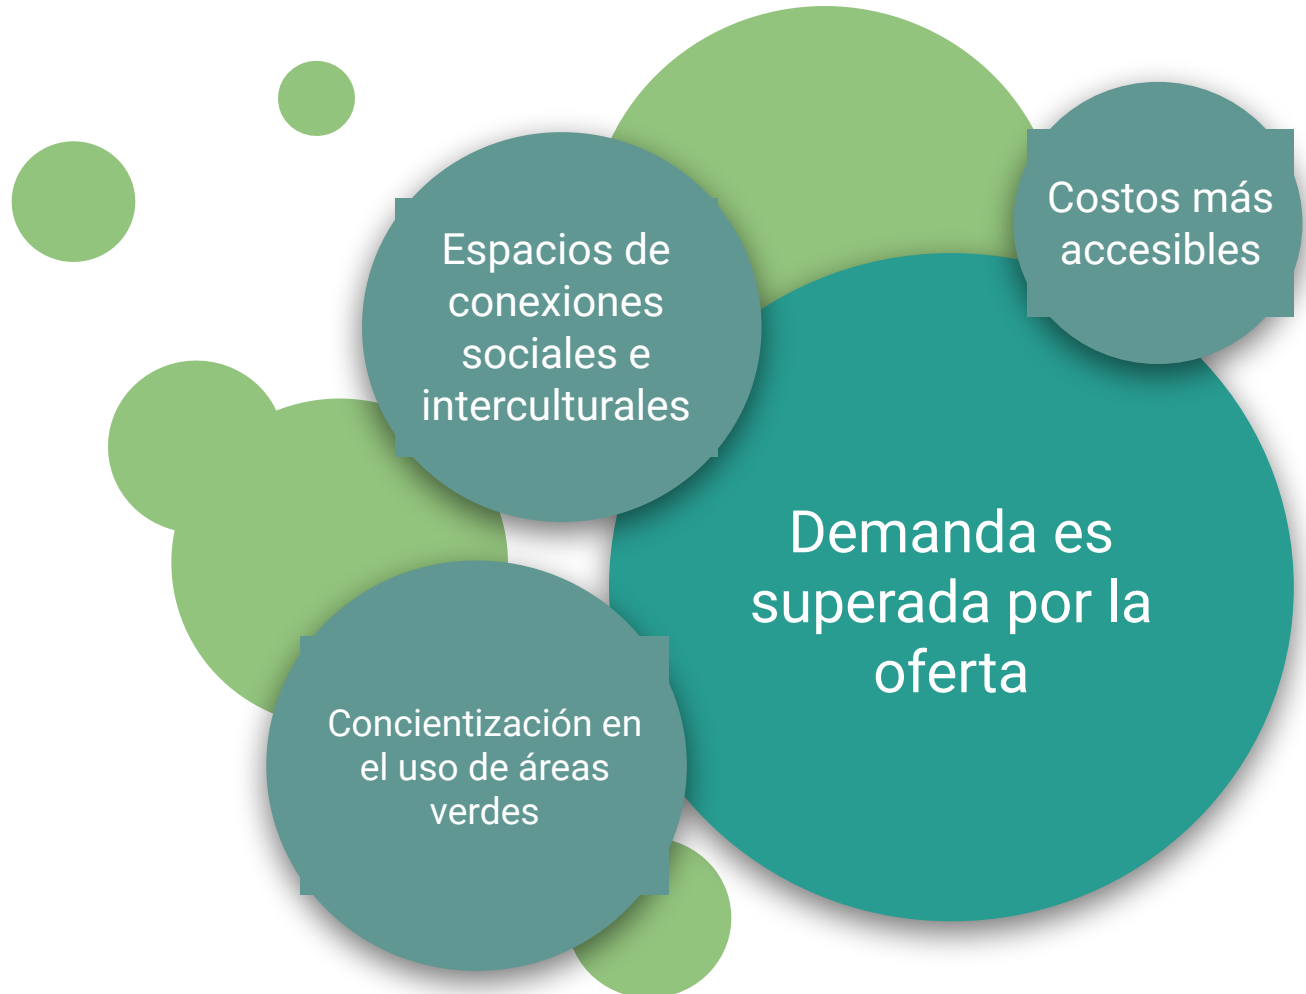 Espacios de
conexiones
sociales e
interculturales
Costos más
accesibles
Demanda es
superada por la
oferta
Concientización en
el uso de áreas
verdes